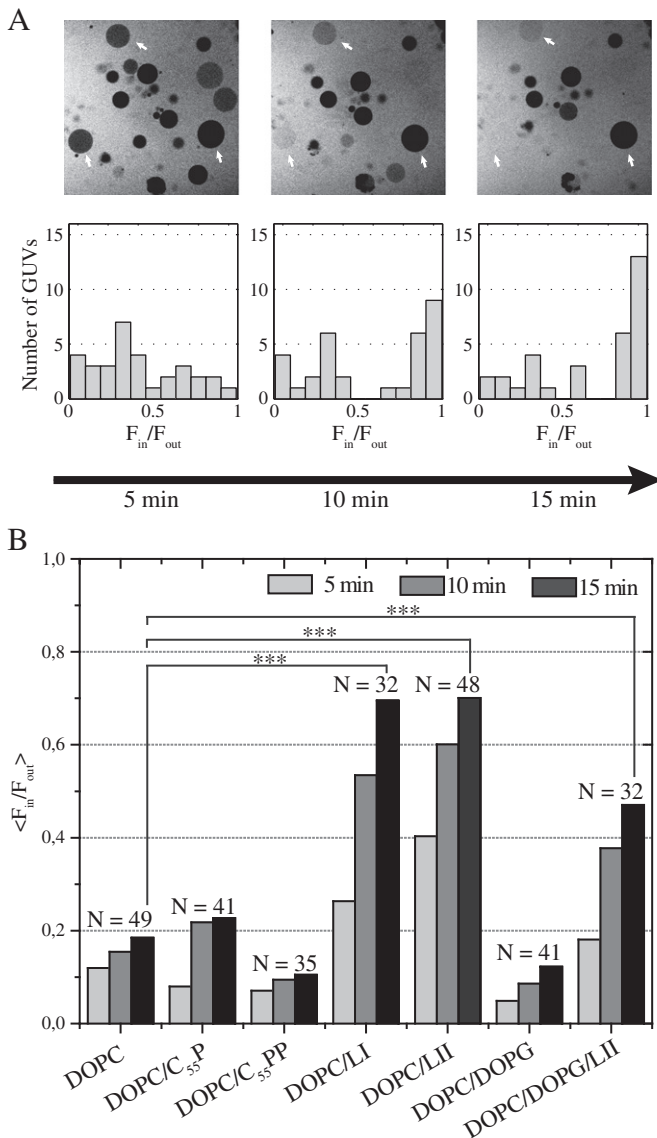 A
15
10
5
0
Number of GUVs
0 0.5 1
F_in/F_out
15
10
5
0
0 0.5 1
F_in/F_out
15
10
5
0
0 0.5 1
F_in/F_out
5 min 10 min 15 min
B
1,0
0,8
0,6
0,4
0,2
0,0
<F_in/F_out>
5 min 10 min 15 min
***
***
***
N = 49
N = 41
N = 35
N = 32
N = 48
N = 41
N = 32
DOPC
DOPC/C55P
DOPC/C55PP
DOPC/LI
DOPC/LII
DOPC/DOPG
DOPC/DOPG/LII